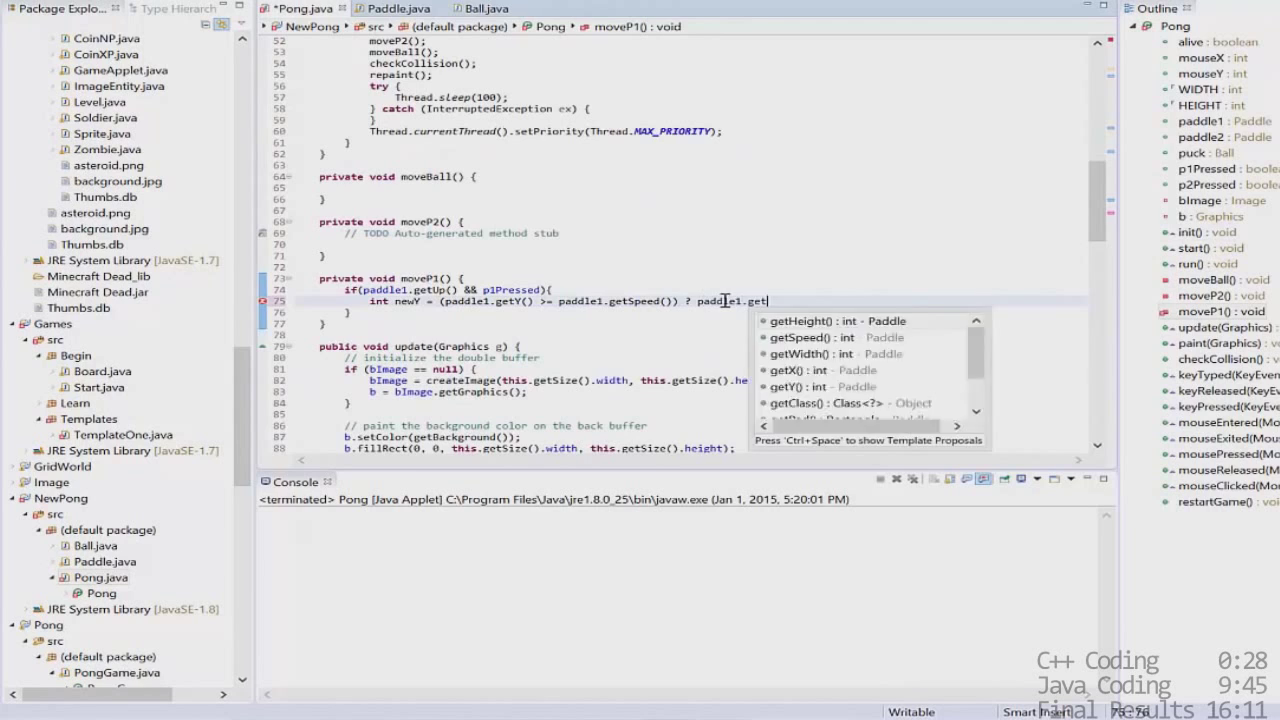 Package Explo...
Type Hierarch
CoinNP.java
CoinXP.java
GameApplet.java
ImageEntity.java
Level.java
Soldier.java
Sprite.java
Zombie.java
asteroid.png
background.jpg
Thumbs.db
asteroid.png
background.jpg
Thumbs.db
JRE System Library [JavaSE-1.7]
Minecraft Dead_lib
Minecraft Dead.jar
Thumbs.db
Games
src
Begin
Board.java
Start.java
Learn
Templates
TemplateOne.java
JRE System Library [JavaSE-1.7]
GridWorld
Image
NewPong
src
(default package)
Ball.java
Paddle.java
Pong.java
Pong
JRE System Library [JavaSE-1.8]
Pong
src
(default package)
PongGame.java
*Pong.java
Paddle.java
Ball.java
NewPong src (default package) Pong moveP1() : void
52 moveP2();
53 moveBall();
54 checkCollision();
55 repaint();
56 try {
57 Thread.sleep(100);
58 } catch (InterruptedException ex) {
59 }
60 Thread.currentThread().setPriority(Thread.MAX_PRIORITY);
61 }
62 }
63
64 private void moveBall() {
65
66 }
67
68 private void moveP2() {
69 // TODO Auto-generated method stub
70
71 }
72
73 private void moveP1() {
74 if(paddle1.getUp() && p1Pressed){
75 int newY = (paddle1.getY() >= paddle1.getSpeed()) ? paddle1.get
76 }
77 }
78
79 public void update(Graphics g) {
80 // initialize the double buffer
81 if (bImage == null) {
82 bImage = createImage(this.getSize().width, this.getSize().he
83 b = bImage.getGraphics();
84 }
85
86 // paint the background color on the back buffer
87 b.setColor(getBackground());
88 b.fillRect(0, 0, this.getSize().width, this.getSize().height);
getHeight() : int - Paddle
getSpeed() : int - Paddle
getWidth() : int - Paddle
getX() : int - Paddle
getY() : int - Paddle
getClass() : Class<?> - Object
Press 'Ctrl+Space' to show Template Proposals
Console
<terminated> Pong [Java Applet] C:\Program Files\Java\jre1.8.0_25\bin\javaw.exe (Jan 1, 2015, 5:20:01 PM)
Outline
Pong
alive : boolean
mouseX : int
mouseY : int
WIDTH : int
HEIGHT : int
paddle1 : Paddle
paddle2 : Paddle
puck : Ball
p1Pressed : boolean
p2Pressed : boolean
bImage : Image
b : Graphics
init() : void
start() : void
run() : void
moveBall() : void
moveP2() : void
moveP1() : void
update(Graphics)
paint(Graphics) :
checkCollision() :
keyTyped(KeyEve
keyReleased(KeyE
keyPressed(KeyEv
mouseEntered(Mo
mouseExited(Mou
mousePressed(Mo
mouseReleased(M
mouseClicked(Mo
restartGame() : vo
C++ Coding 0:28
Java Coding 9:45
Final Results 16:11
Writable
Smart Insert
75 : 76